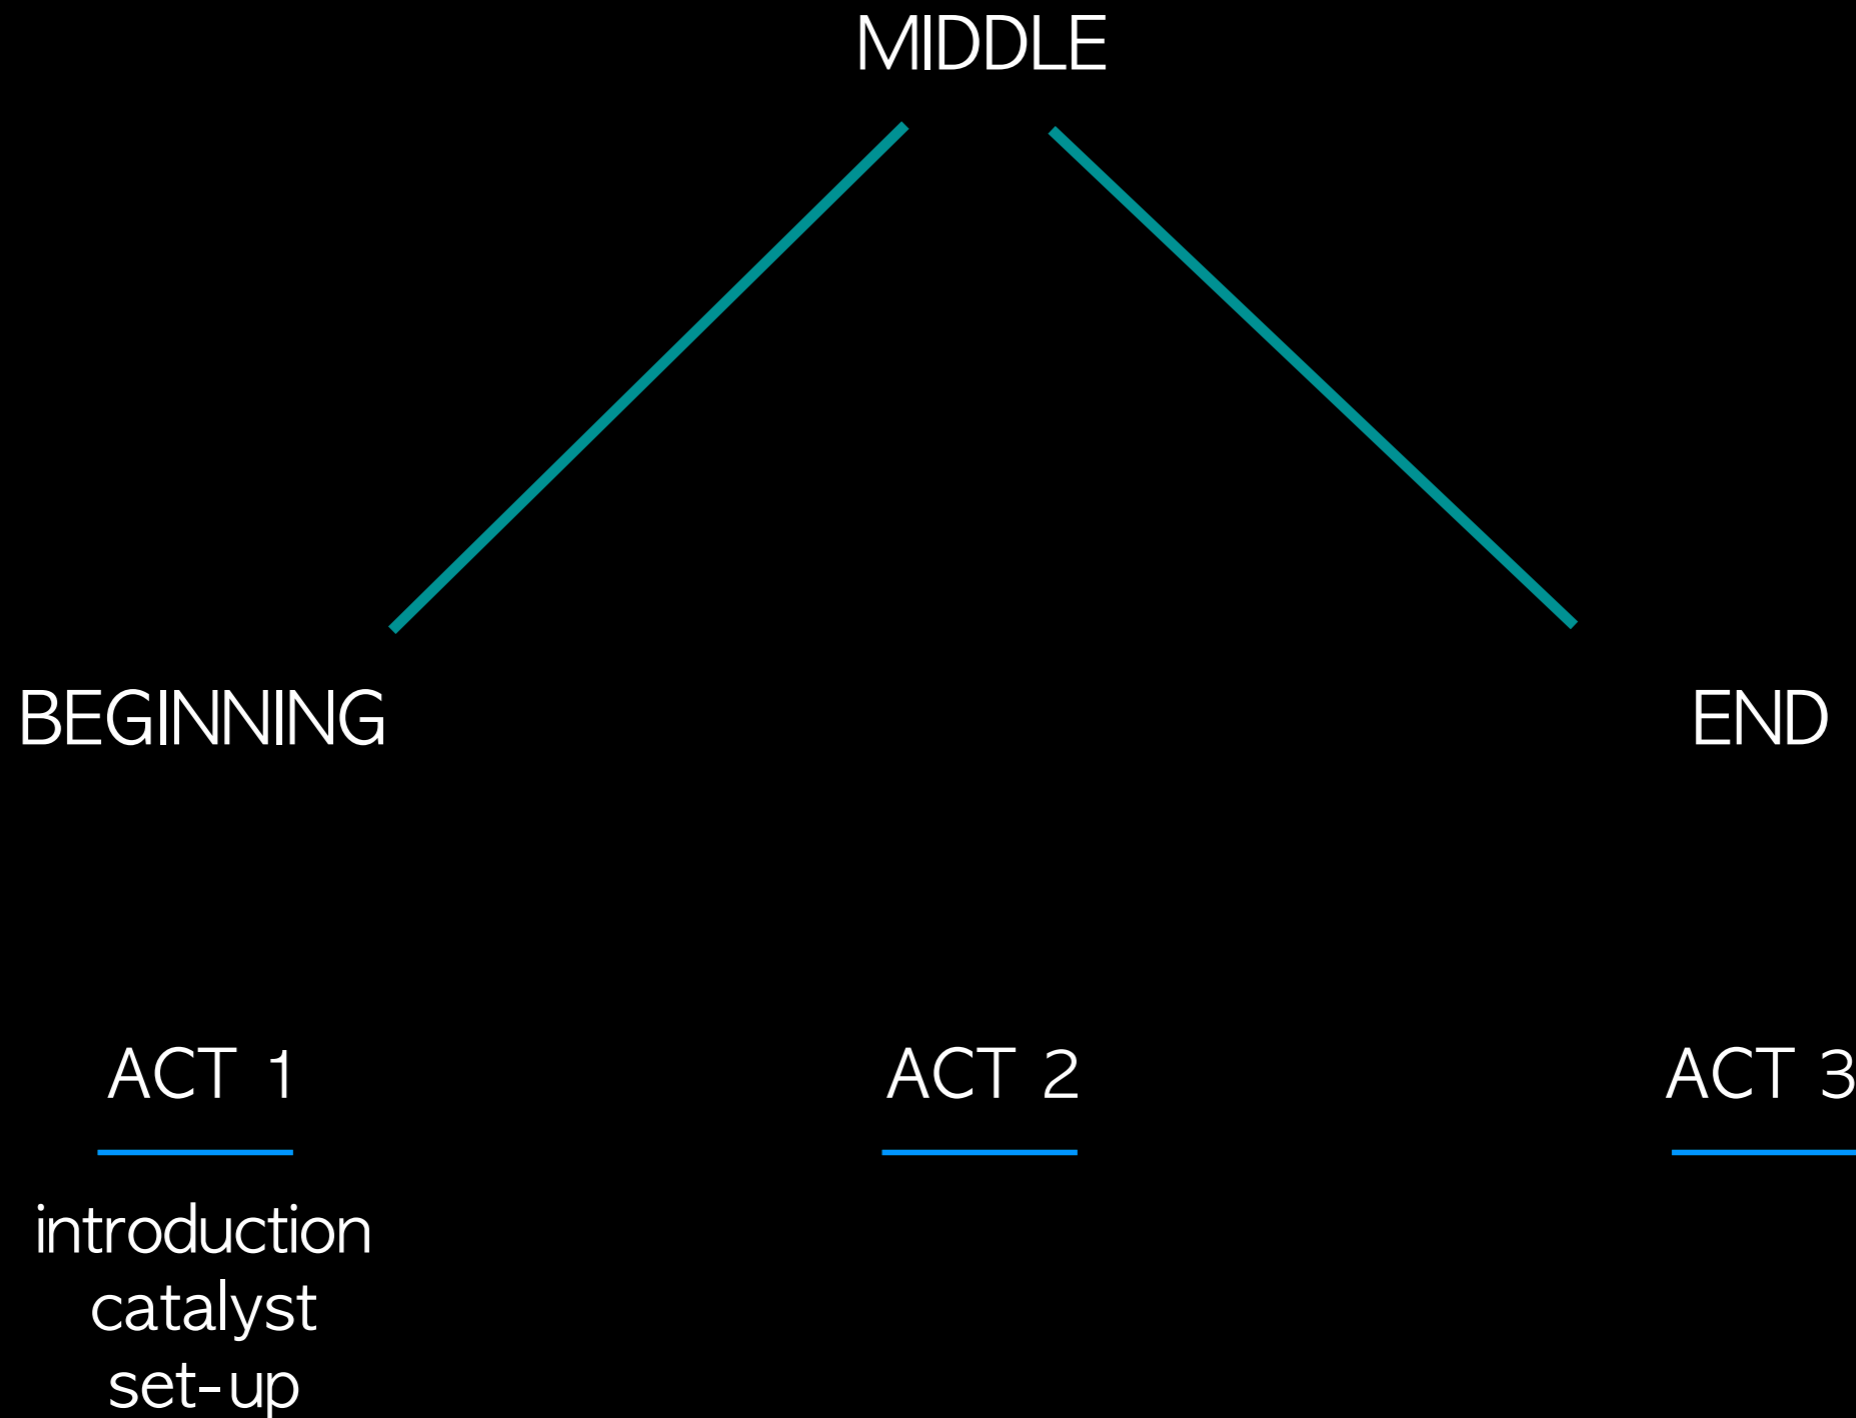 MIDDLE
BEGINNING
END
ACT 1
ACT 2
ACT 3
introduction
catalyst
set-up